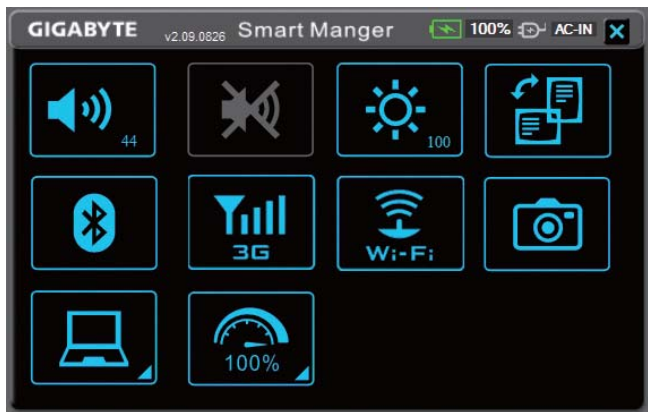 GIGABYTE v2.09.0826 Smart Manger 100% AC-IN
44
100
3G
Wi-Fi
100%